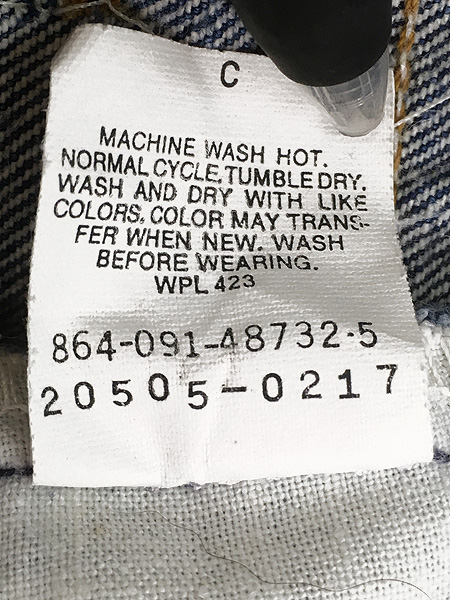 C
MACHINE WASH HOT.
NORMAL CYCLE, TUMBLE DRY.
WASH AND DRY WITH LIKE
COLORS. COLOR MAY TRANS-
FER WHEN NEW. WASH
BEFORE WEARING.
WPL 423
864-091-48732-5
20505-0217